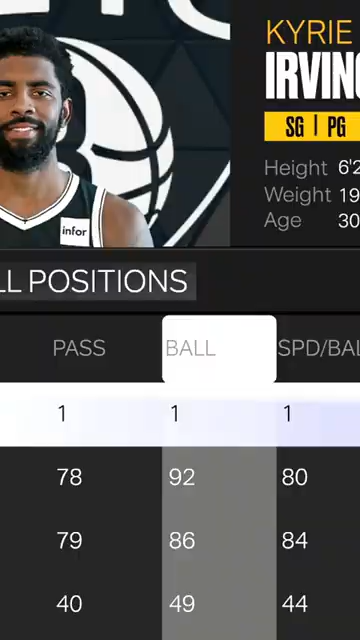 KYRIE
IRVING
SG | PG
Height 6'2
Weight 19
Age 30
infor
LL POSITIONS
PASS BALL SPD/BAL
1 1 1
78 92 80
79 86 84
40 49 44